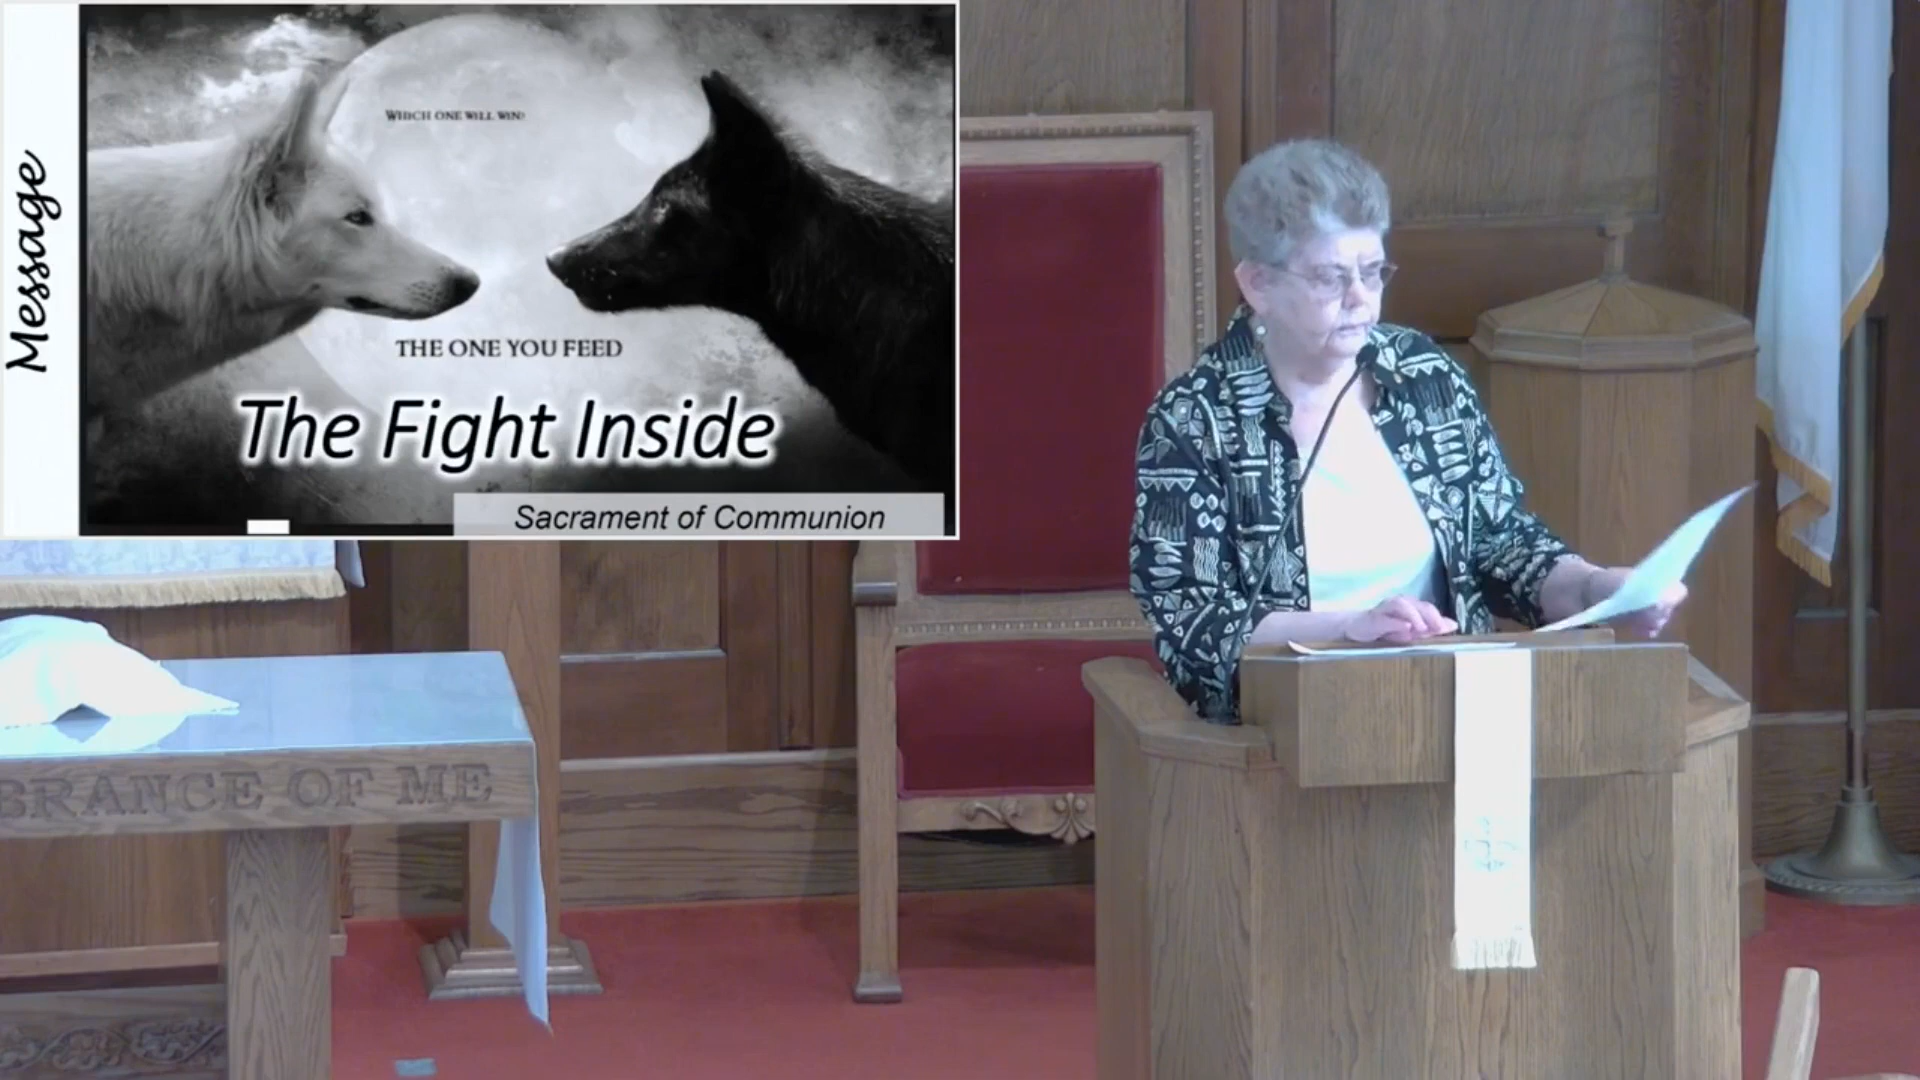 Message
WHICH ONE WILL WIN?
THE ONE YOU FEED
The Fight Inside
Sacrament of Communion
BRANCE OF ME